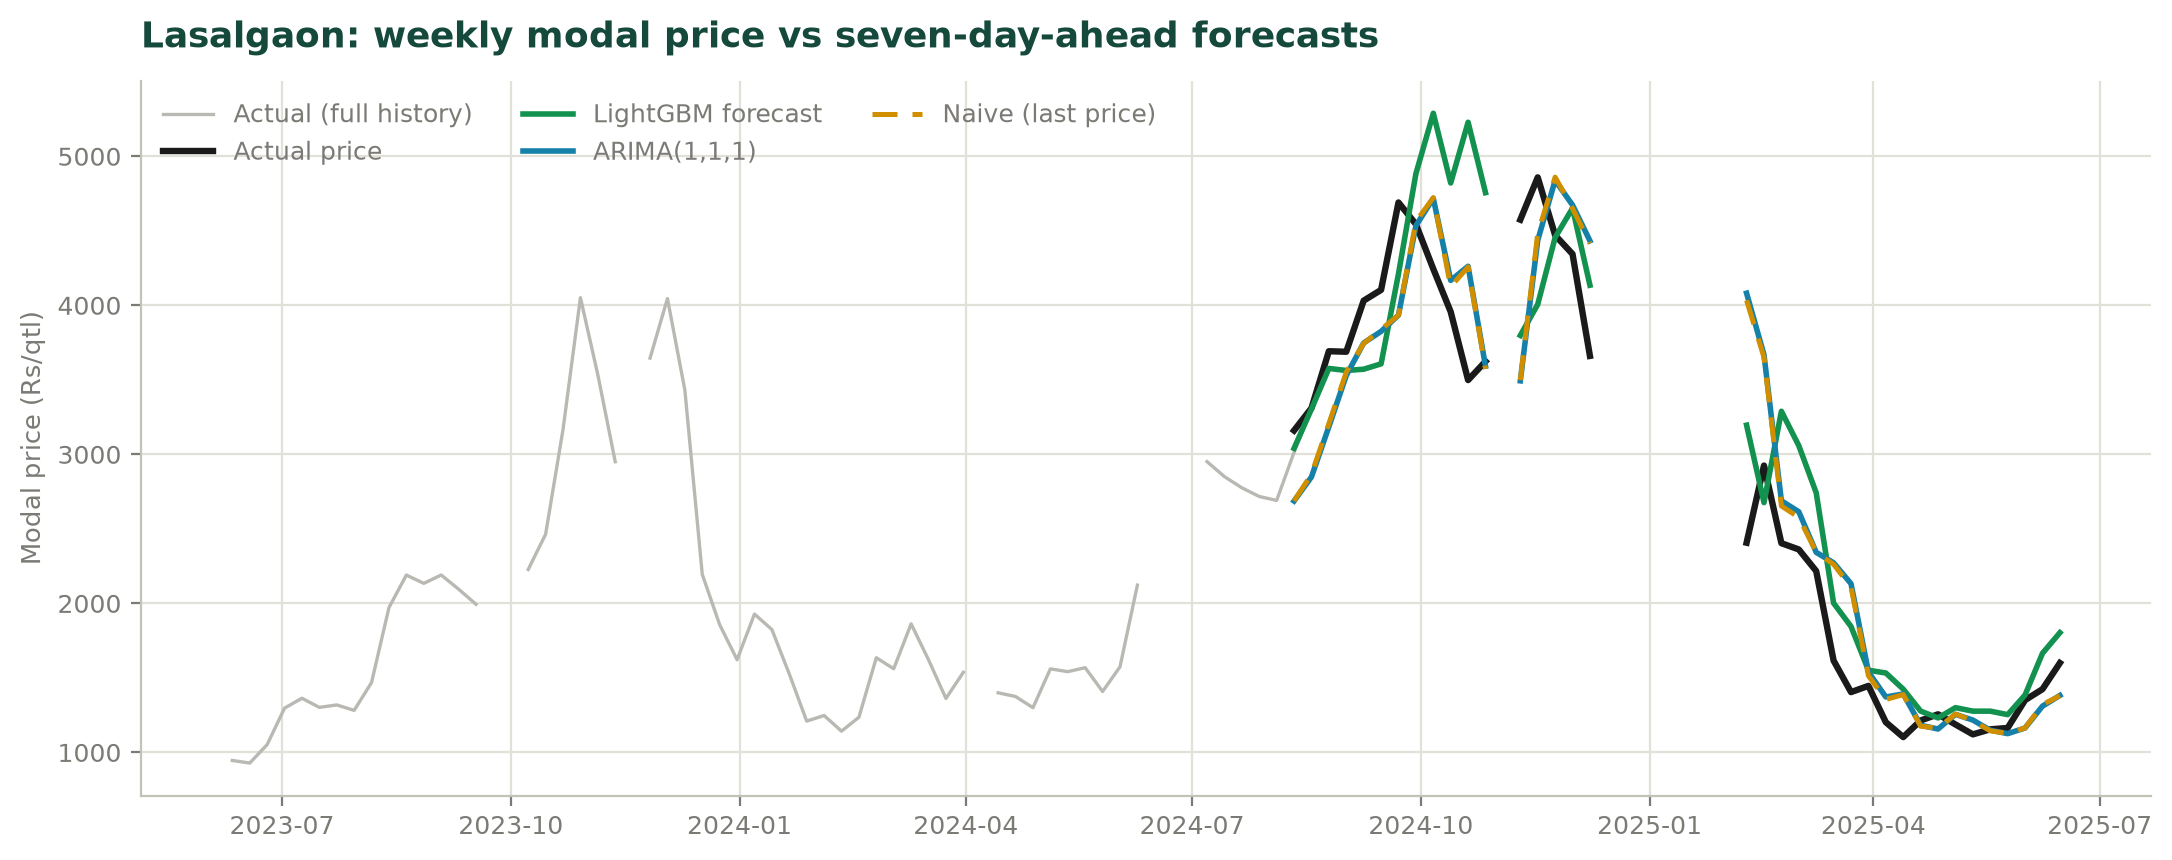 Lasalgaon: weekly modal price vs seven-day-ahead forecasts
Actual (full history)
Actual price
LightGBM forecast
ARIMA(1,1,1)
Naive (last price)
Modal price (Rs/qtl)
5000
4000
3000
2000
1000
2023-07
2023-10
2024-01
2024-04
2024-07
2024-10
2025-01
2025-04
2025-07